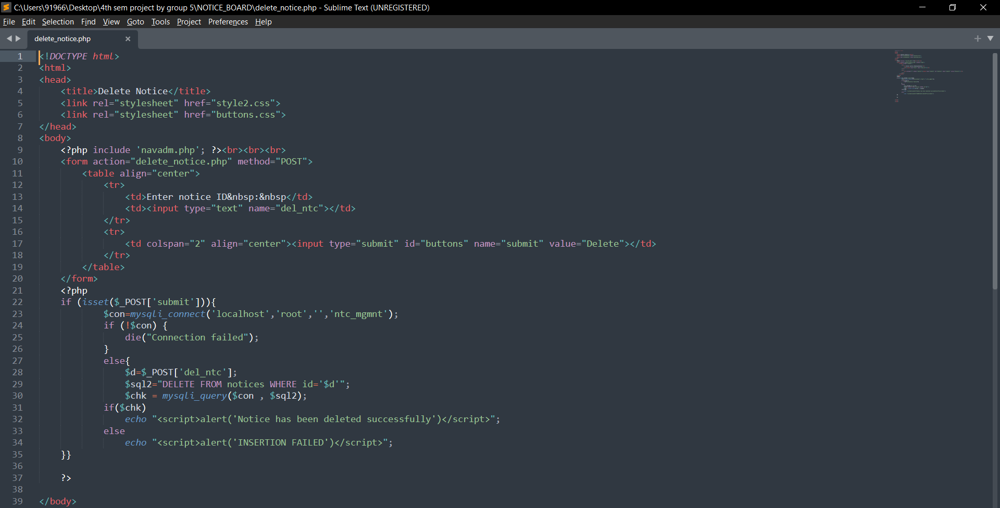 C:\Users\91966\Desktop\4th sem project by group 5\NOTICE_BOARD\delete_notice.php - Sublime Text (UNREGISTERED)
File Edit Selection Find View Goto Tools Project Preferences Help
delete_notice.php
1 <!DOCTYPE html>
2 <html>
3 <head>
4     <title>Delete Notice</title>
5     <link rel="stylesheet" href="style2.css">
6     <link rel="stylesheet" href="buttons.css">
7 </head>
8 <body>
9     <?php include 'navadm.php'; ?><br><br><br>
10     <form action="delete_notice.php" method="POST">
11         <table align="center">
12             <tr>
13                 <td>Enter notice ID&nbsp:&nbsp</td>
14                 <td><input type="text" name="del_ntc"></td>
15             </tr>
16             <tr>
17                 <td colspan="2" align="center"><input type="submit" id="buttons" name="submit" value="Delete"></td>
18             </tr>
19         </table>
20     </form>
21     <?php
22     if (isset($_POST['submit'])){
23             $con=mysqli_connect('localhost','root','','ntc_mgmnt');
24             if (!$con) {
25                 die("Connection failed");
26             }
27             else{
28                 $d=$_POST['del_ntc'];
29                 $sql2="DELETE FROM notices WHERE id='$d'";
30                 $chk = mysqli_query($con , $sql2);
31             if($chk)
32                 echo "<script>alert('Notice has been deleted successfully')</script>";
33             else
34                 echo "<script>alert('INSERTION FAILED')</script>";
35     }}
36
37     ?>
38
39 </body>